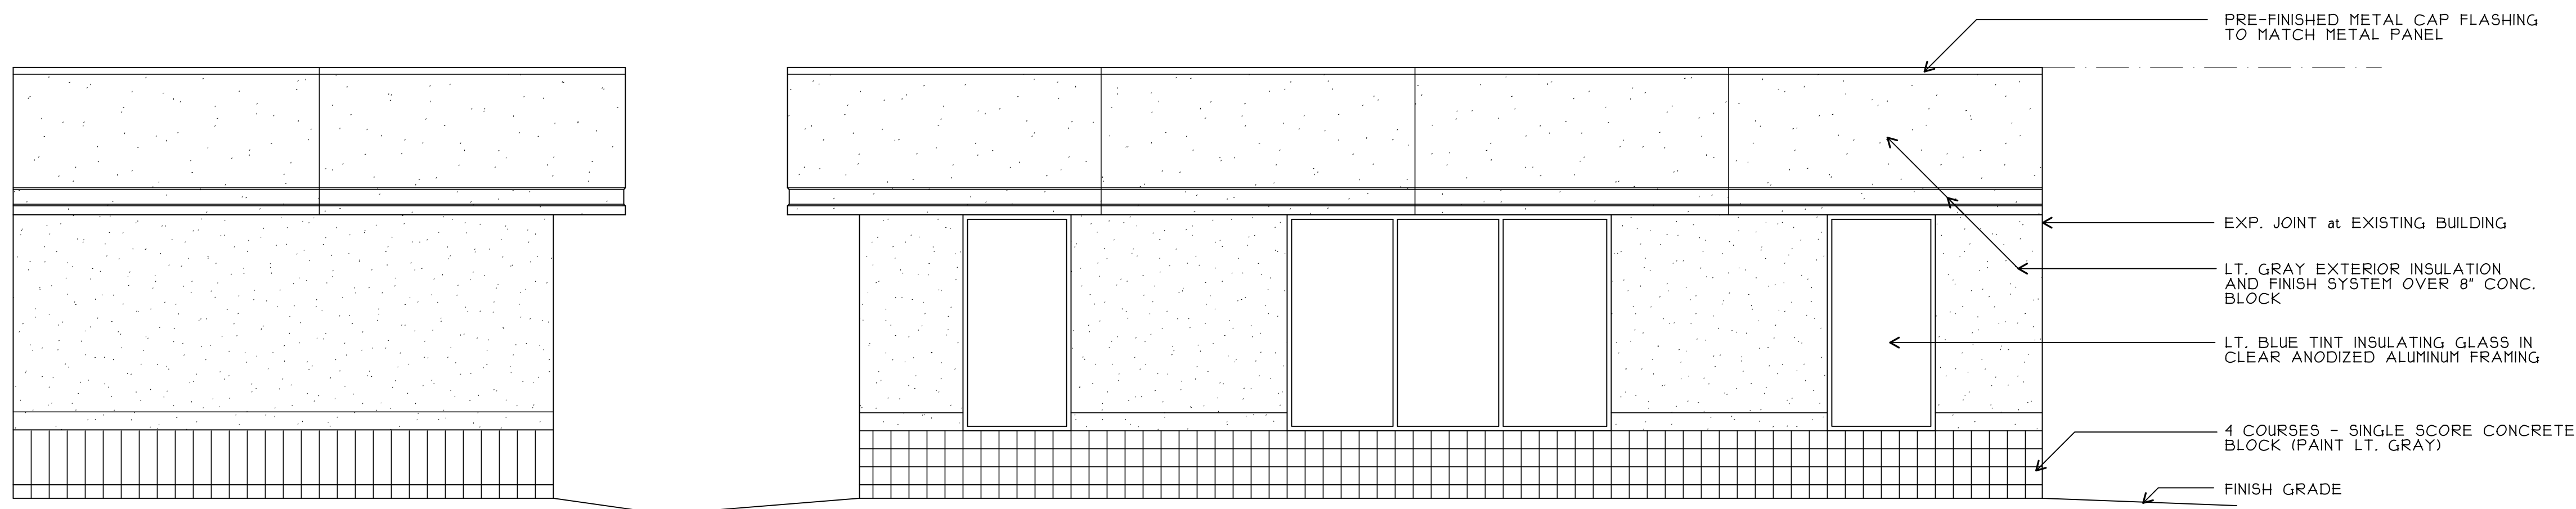 PRE-FINISHED METAL CAP FLASHING
TO MATCH METAL PANEL
EXP. JOINT at EXISTING BUILDING
LT. GRAY EXTERIOR INSULATION
AND FINISH SYSTEM OVER 8" CONC.
BLOCK
LT. BLUE TINT INSULATING GLASS IN
CLEAR ANODIZED ALUMINUM FRAMING
4 COURSES - SINGLE SCORE CONCRETE
BLOCK (PAINT LT. GRAY)
FINISH GRADE